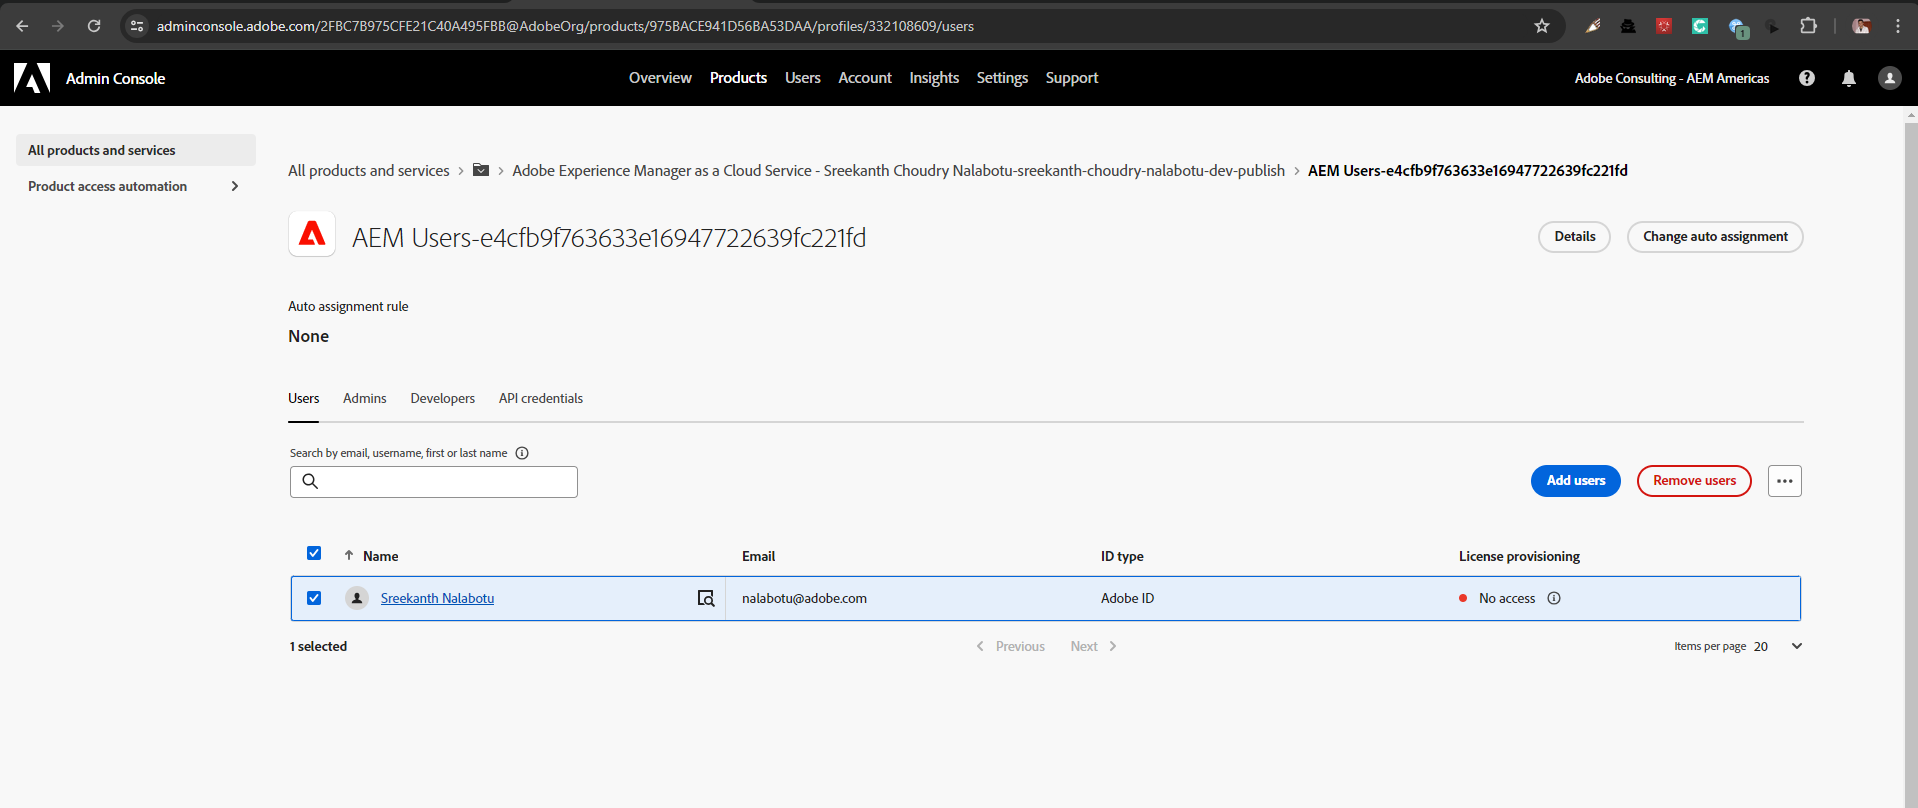 adminconsole.adobe.com/2FBC7B975CFE21C40A495FBB@AdobeOrg/products/975BACE941D56BA53DAA/profiles/332108609/users
1
Admin Console
Overview Products Users Account Insights Settings Support
Adobe Consulting - AEM Americas
All products and services
Product access automation
All products and services > Adobe Experience Manager as a Cloud Service - Sreekanth Choudry Nalabotu-sreekanth-choudry-nalabotu-dev-publish > AEM Users-e4cfb9f763633e16947722639fc221fd
AEM Users-e4cfb9f763633e16947722639fc221fd
Details Change auto assignment
Auto assignment rule
None
Users Admins Developers API credentials
Search by email, username, first or last name
Add users Remove users
Name Email ID type License provisioning
Sreekanth Nalabotu nalabotu@adobe.com Adobe ID No access
1 selected Previous Next Items per page 20